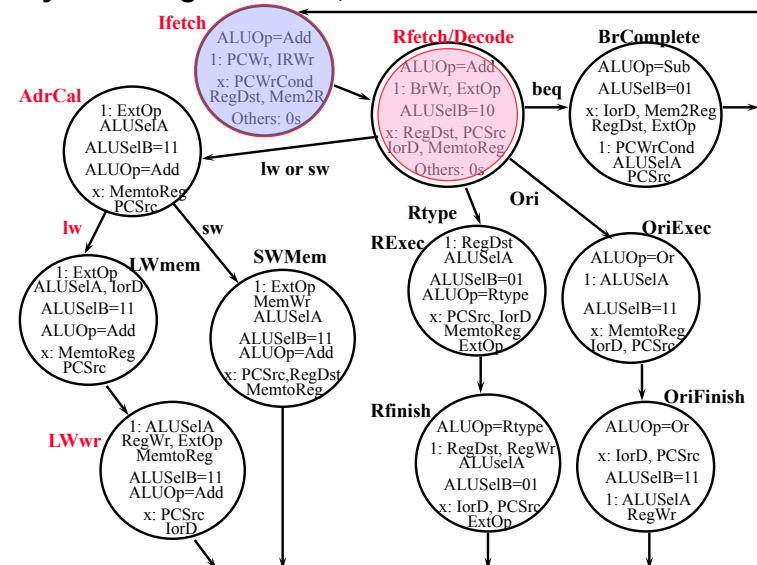 Ifetch
ALUOp=Add
1: PCWr, IRWr
x: PCWrCond
RegDst, Mem2R
Others: 0s
Rfetch/Decode
ALUOp=Add
1: BrWr, ExtOp
ALUSelB=10
x: RegDst, PCSrc
IorD, MemtoReg
Others: 0s
beq
BrComplete
ALUOp=Sub
ALUSelB=01
x: IorD, Mem2Reg
RegDst, ExtOp
1: PCWrCond
ALUSelA
PCSrc
AdrCal
1: ExtOp
ALUSelA
ALUSelB=11
ALUOp=Add
x: MemtoReg
PCSrc
lw or sw
lw
sw
Rtype
Ori
LWmem
1: ExtOp
ALUSelA, IorD
ALUSelB=11
ALUOp=Add
x: MemtoReg
PCSrc
SWMem
1: ExtOp
MemWr
ALUSelA
ALUSelB=11
ALUOp=Add
x: PCSrc,RegDst
MemtoReg
RExec
1: RegDst
ALUSelA
ALUSelB=01
ALUOp=Rtype
x: PCSrc, IorD
MemtoReg
ExtOp
OriExec
ALUOp=Or
1: ALUSelA
ALUSelB=11
x: MemtoReg
IorD, PCSrc
LWwr
1: ALUSelA
RegWr, ExtOp
MemtoReg
ALUSelB=11
ALUOp=Add
x: PCSrc
IorD
Rfinish
ALUOp=Rtype
1: RegDst, RegWr
ALUselA
ALUSelB=01
x: IorD, PCSrc
ExtOp
OriFinish
ALUOp=Or
x: IorD, PCSrc
ALUSelB=11
1: ALUSelA
RegWr